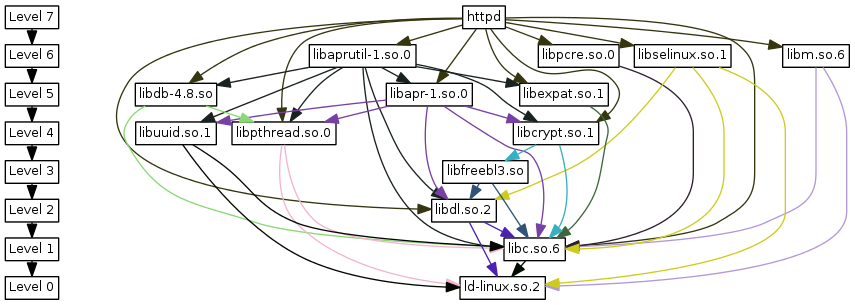 Level 7
httpd
Level 6
libaprutil-1.so.0
libpcre.so.0
libselinux.so.1
libm.so.6
Level 5
libdb-4.8.so
libapr-1.so.0
libexpat.so.1
Level 4
libuuid.so.1
libpthread.so.0
libcrypt.so.1
Level 3
libfreebl3.so
Level 2
libdl.so.2
Level 1
libc.so.6
Level 0
ld-linux.so.2